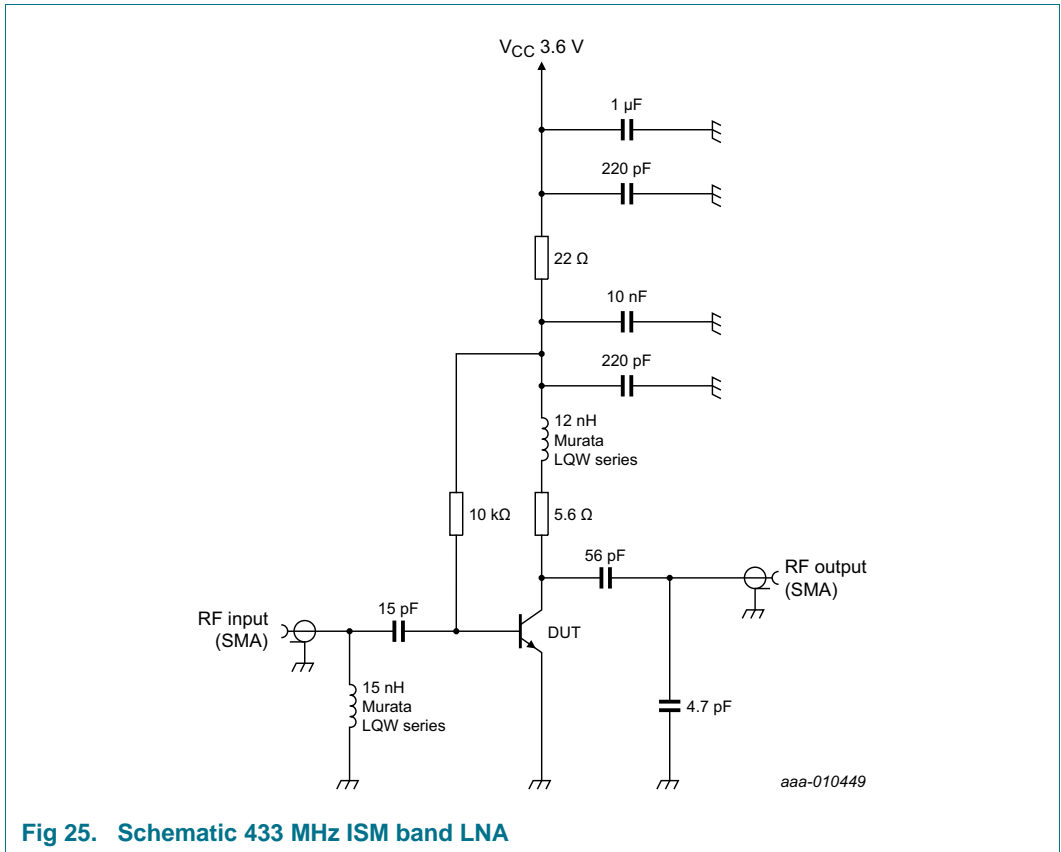 VCC 3.6 V
1 µF
220 pF
22 Ω
10 nF
220 pF
12 nH
Murata
LQW series
10 kΩ
5.6 Ω
56 pF
RF output
(SMA)
RF input
(SMA)
15 pF
DUT
15 nH
Murata
LQW series
4.7 pF
aaa-010449
Fig 25. Schematic 433 MHz ISM band LNA